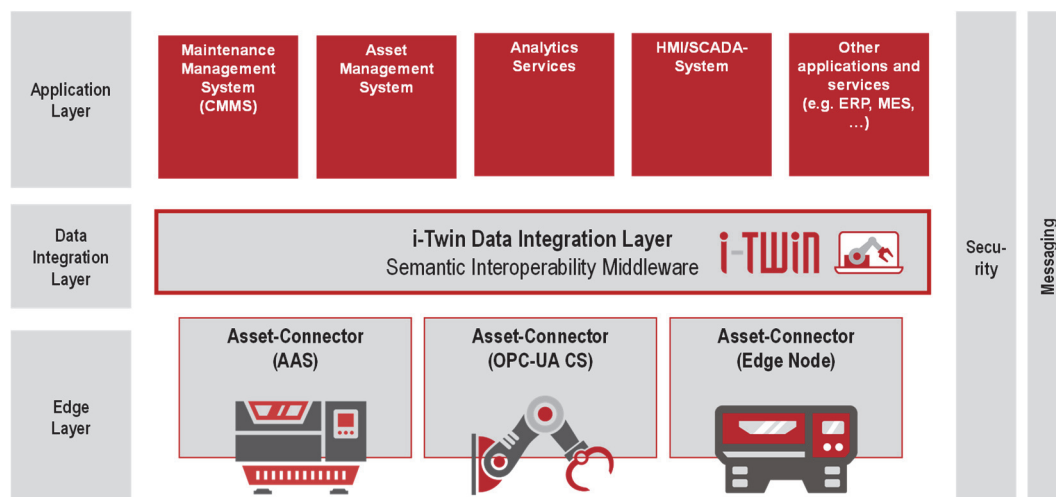 Application
Layer
Maintenance
Management
System
(CMMS)
Asset
Management
System
Analytics
Services
HMI/SCADA-
System
Other
applications and
services
(e.g. ERP, MES,
...)
Data
Integration
Layer
i-Twin Data Integration Layer
Semantic Interoperability Middleware
i-TWiN
Edge
Layer
Asset-Connector
(AAS)
Asset-Connector
(OPC-UA CS)
Asset-Connector
(Edge Node)
Secu-
rity
Messaging